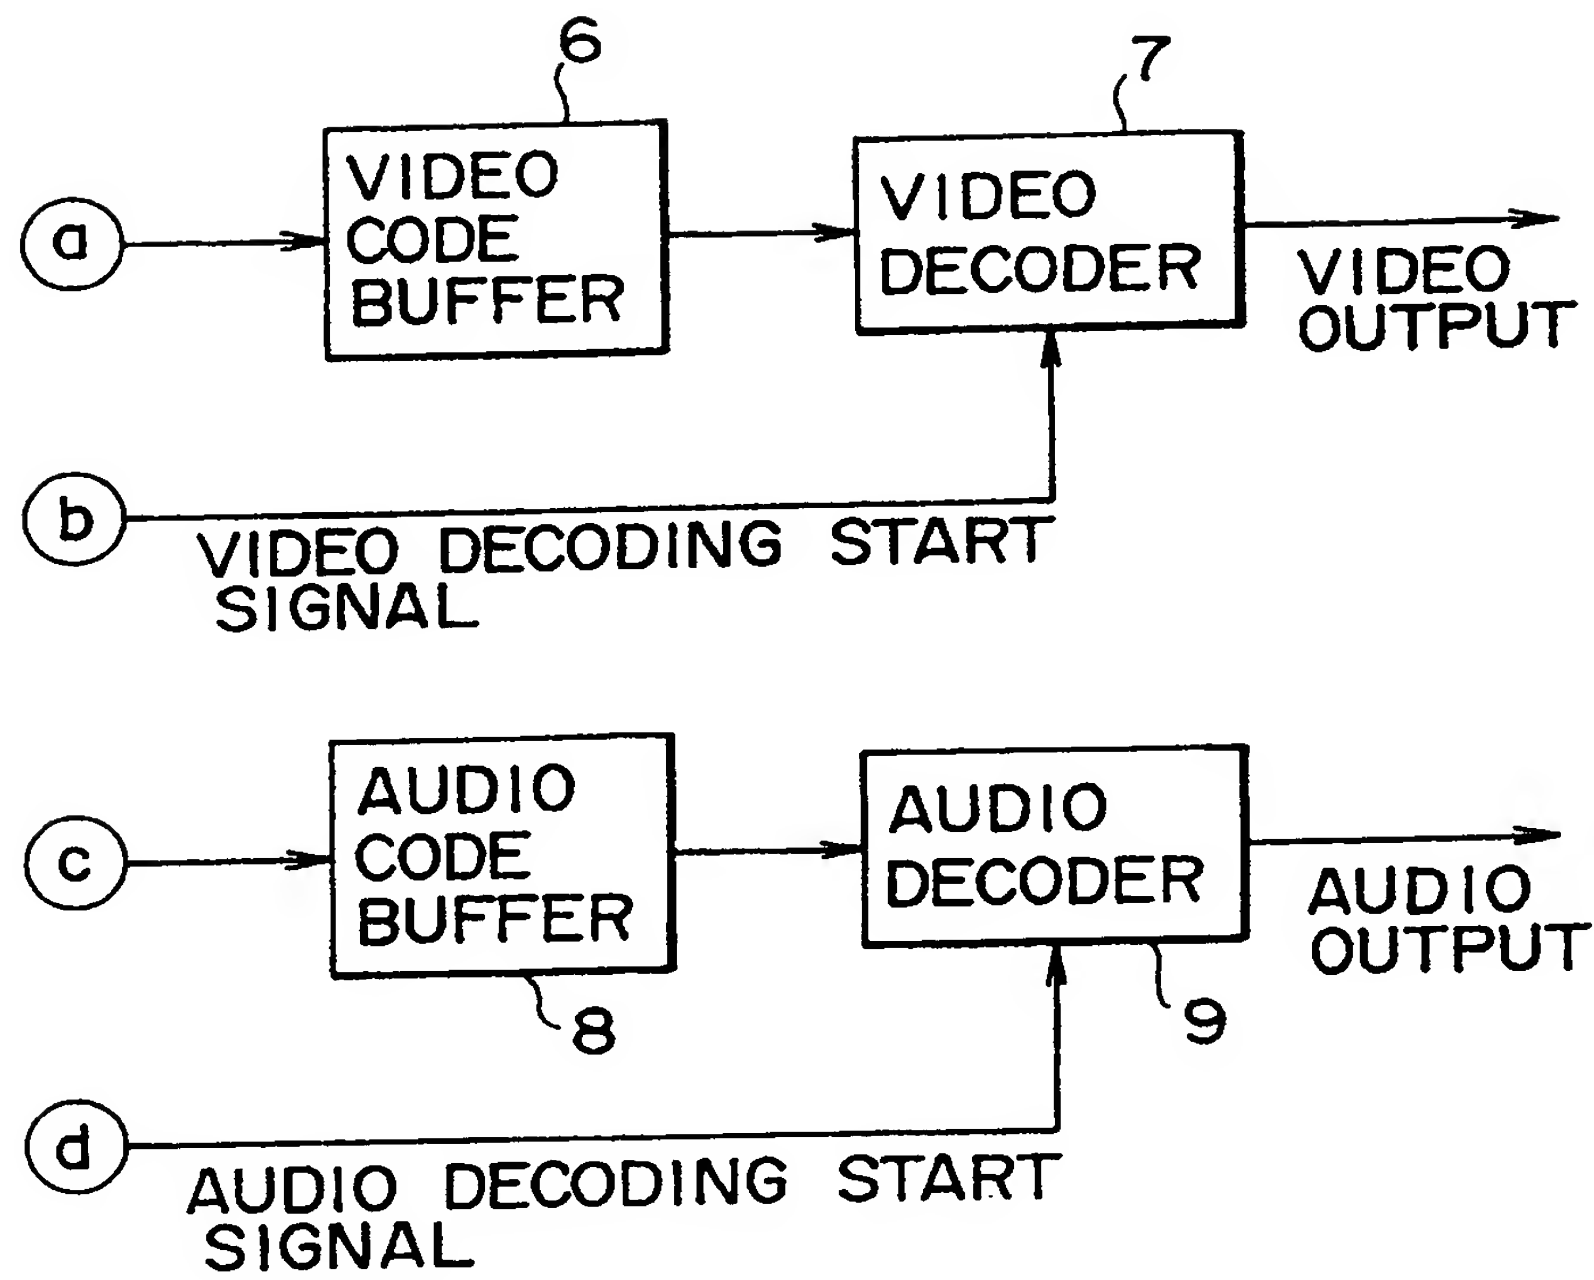 6
7
VIDEO
CODE
BUFFER
VIDEO
DECODER
a
VIDEO
OUTPUT
b
VIDEO DECODING START
SIGNAL
AUDIO
CODE
BUFFER
AUDIO
DECODER
c
AUDIO
OUTPUT
8
9
d
AUDIO DECODING START
SIGNAL